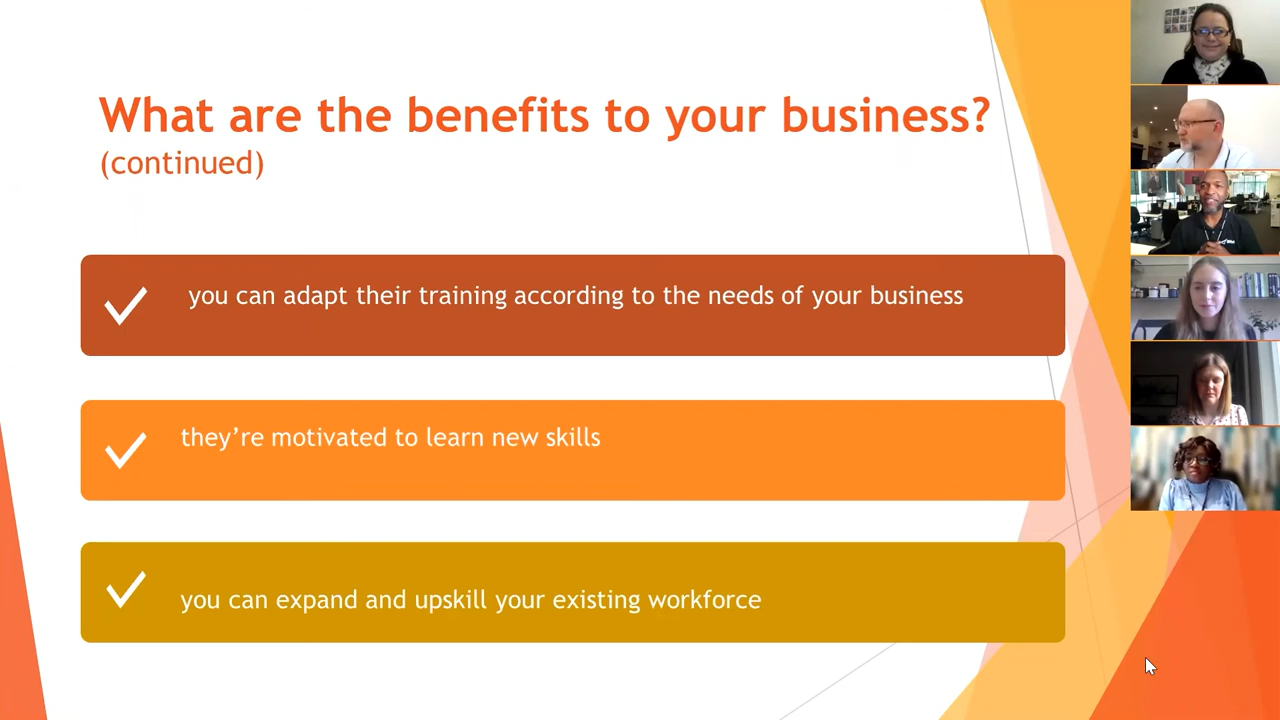 What are the benefits to your business?
(continued)
you can adapt their training according to the needs of your business
they’re motivated to learn new skills
you can expand and upskill your existing workforce